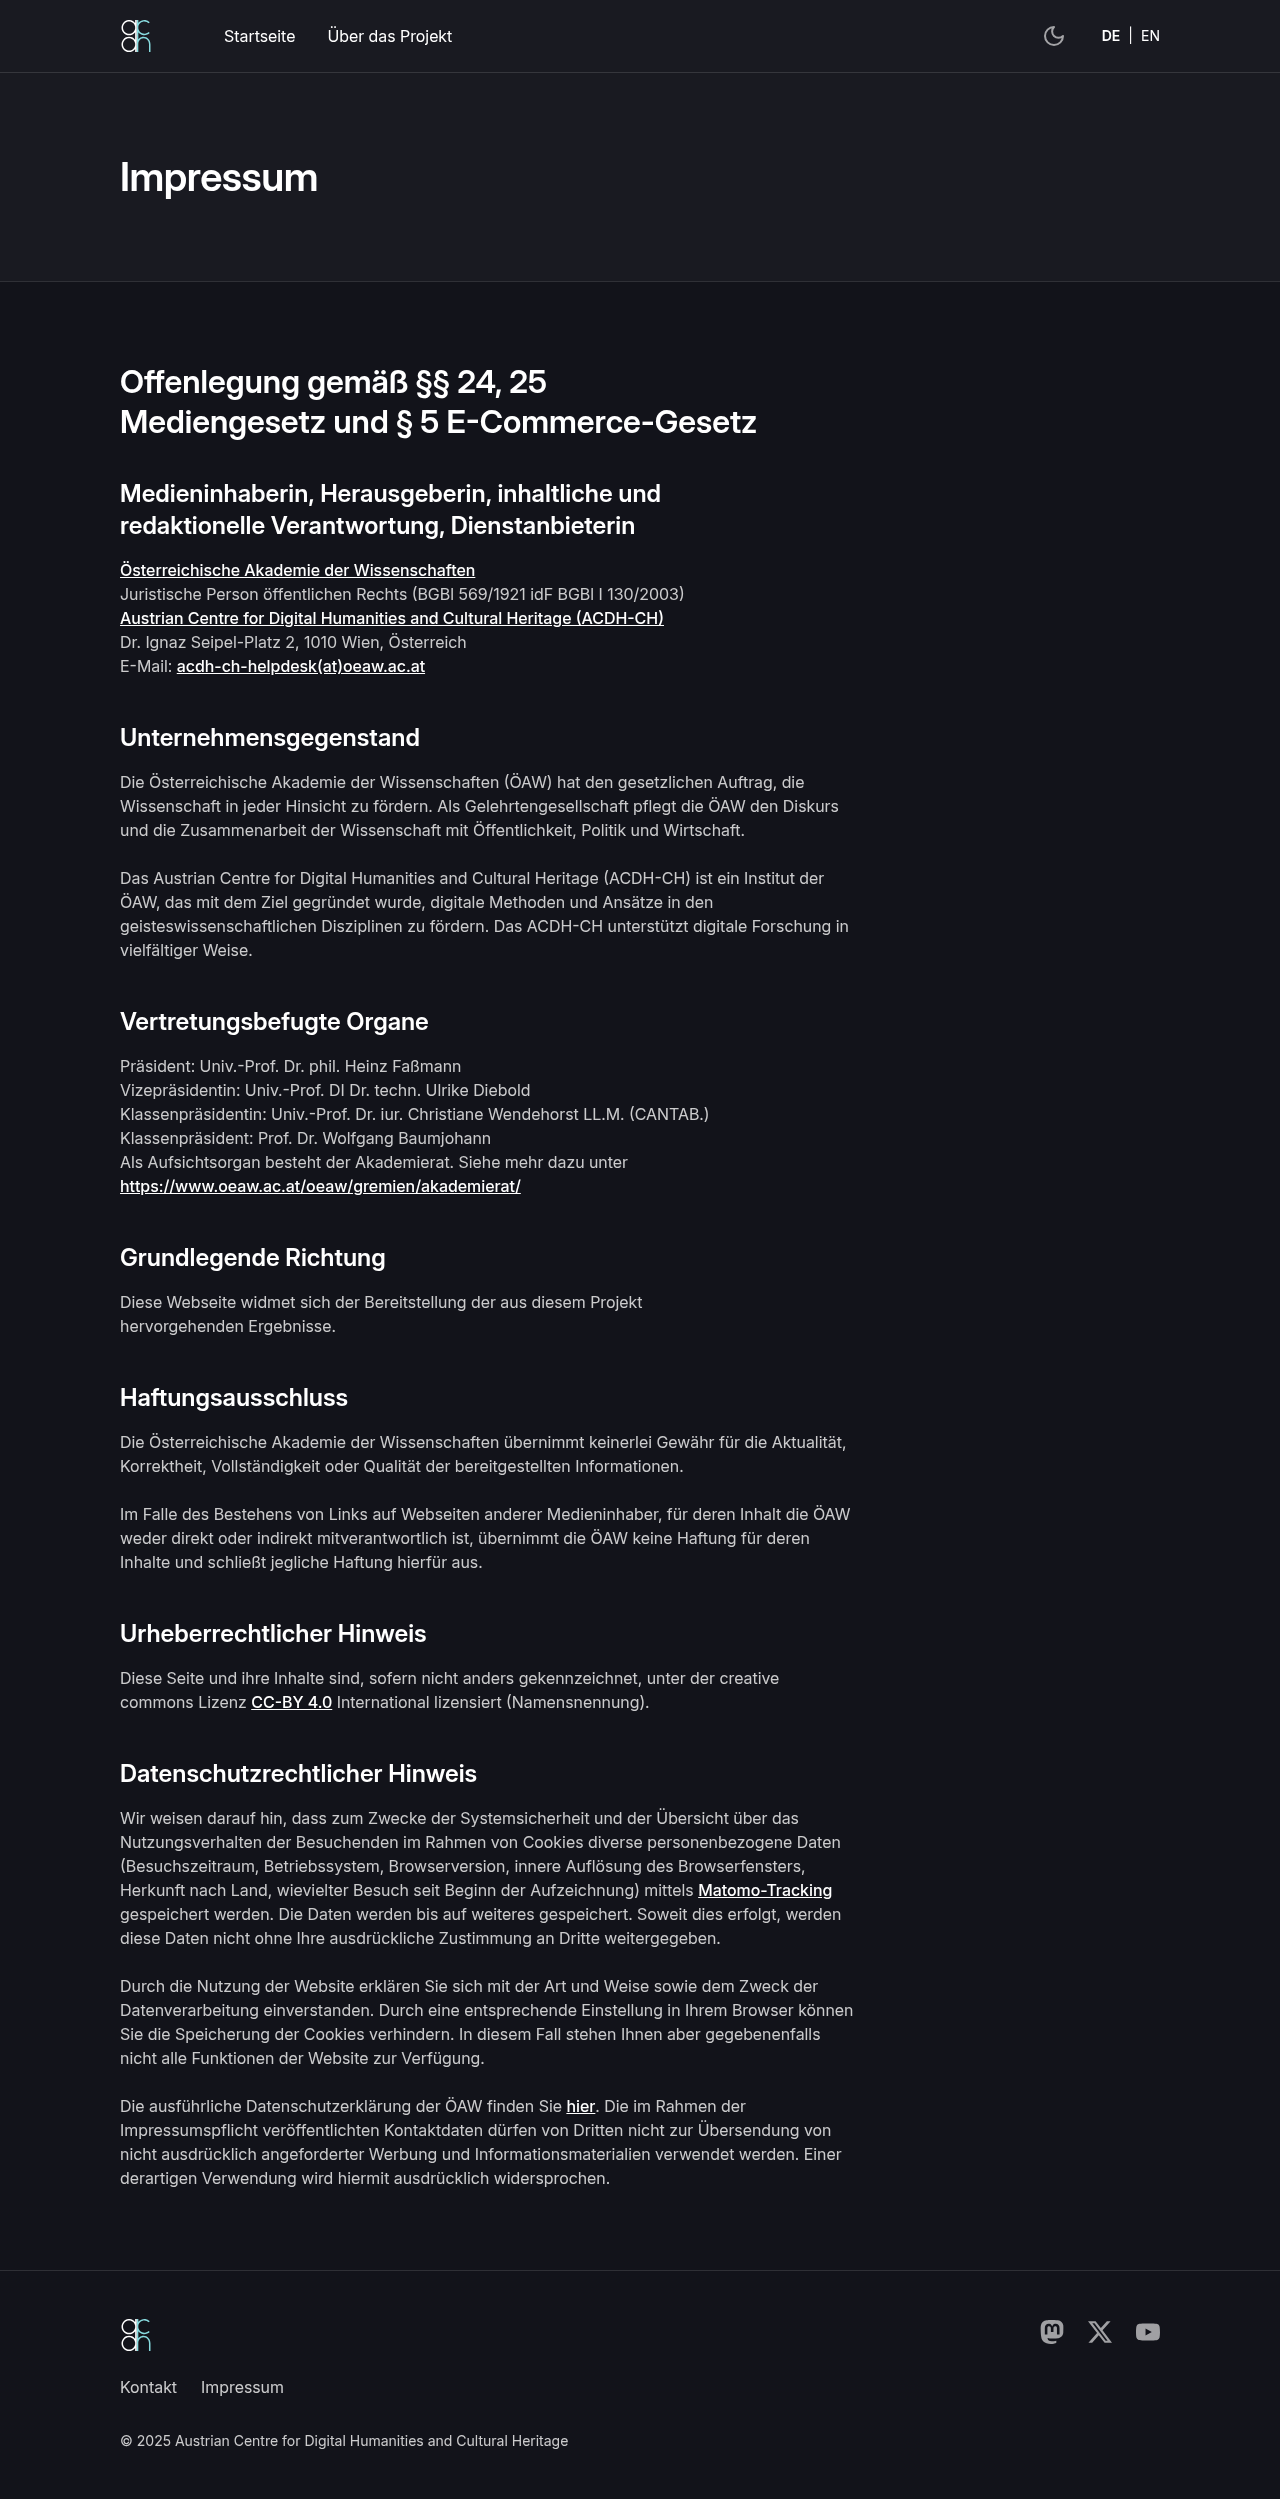 Startseite
Über das Projekt
DE | EN
Impressum
Offenlegung gemäß §§ 24, 25
Mediengesetz und § 5 E-Commerce-Gesetz
Medieninhaberin, Herausgeberin, inhaltliche und
redaktionelle Verantwortung, Dienstanbieterin
Österreichische Akademie der Wissenschaften
Juristische Person öffentlichen Rechts (BGBl 569/1921 idF BGBl I 130/2003)
Austrian Centre for Digital Humanities and Cultural Heritage (ACDH-CH)
Dr. Ignaz Seipel-Platz 2, 1010 Wien, Österreich
E-Mail: acdh-ch-helpdesk(at)oeaw.ac.at
Unternehmensgegenstand
Die Österreichische Akademie der Wissenschaften (ÖAW) hat den gesetzlichen Auftrag, die
Wissenschaft in jeder Hinsicht zu fördern. Als Gelehrtengesellschaft pflegt die ÖAW den Diskurs
und die Zusammenarbeit der Wissenschaft mit Öffentlichkeit, Politik und Wirtschaft.
Das Austrian Centre for Digital Humanities and Cultural Heritage (ACDH-CH) ist ein Institut der
ÖAW, das mit dem Ziel gegründet wurde, digitale Methoden und Ansätze in den
geisteswissenschaftlichen Disziplinen zu fördern. Das ACDH-CH unterstützt digitale Forschung in
vielfältiger Weise.
Vertretungsbefugte Organe
Präsident: Univ.-Prof. Dr. phil. Heinz Faßmann
Vizepräsidentin: Univ.-Prof. DI Dr. techn. Ulrike Diebold
Klassenpräsidentin: Univ.-Prof. Dr. iur. Christiane Wendehorst LL.M. (CANTAB.)
Klassenpräsident: Prof. Dr. Wolfgang Baumjohann
Als Aufsichtsorgan besteht der Akademierat. Siehe mehr dazu unter
https://www.oeaw.ac.at/oeaw/gremien/akademierat/
Grundlegende Richtung
Diese Webseite widmet sich der Bereitstellung der aus diesem Projekt
hervorgehenden Ergebnisse.
Haftungsausschluss
Die Österreichische Akademie der Wissenschaften übernimmt keinerlei Gewähr für die Aktualität,
Korrektheit, Vollständigkeit oder Qualität der bereitgestellten Informationen.
Im Falle des Bestehens von Links auf Webseiten anderer Medieninhaber, für deren Inhalt die ÖAW
weder direkt oder indirekt mitverantwortlich ist, übernimmt die ÖAW keine Haftung für deren
Inhalte und schließt jegliche Haftung hierfür aus.
Urheberrechtlicher Hinweis
Diese Seite und ihre Inhalte sind, sofern nicht anders gekennzeichnet, unter der creative
commons Lizenz CC-BY 4.0 International lizensiert (Namensnennung).
Datenschutzrechtlicher Hinweis
Wir weisen darauf hin, dass zum Zwecke der Systemsicherheit und der Übersicht über das
Nutzungsverhalten der Besuchenden im Rahmen von Cookies diverse personenbezogene Daten
(Besuchszeitraum, Betriebssystem, Browserversion, innere Auflösung des Browserfensters,
Herkunft nach Land, wievielter Besuch seit Beginn der Aufzeichnung) mittels Matomo-Tracking
gespeichert werden. Die Daten werden bis auf weiteres gespeichert. Soweit dies erfolgt, werden
diese Daten nicht ohne Ihre ausdrückliche Zustimmung an Dritte weitergegeben.
Durch die Nutzung der Website erklären Sie sich mit der Art und Weise sowie dem Zweck der
Datenverarbeitung einverstanden. Durch eine entsprechende Einstellung in Ihrem Browser können
Sie die Speicherung der Cookies verhindern. In diesem Fall stehen Ihnen aber gegebenenfalls
nicht alle Funktionen der Website zur Verfügung.
Die ausführliche Datenschutzerklärung der ÖAW finden Sie hier. Die im Rahmen der
Impressumspflicht veröffentlichten Kontaktdaten dürfen von Dritten nicht zur Übersendung von
nicht ausdrücklich angeforderter Werbung und Informationsmaterialien verwendet werden. Einer
derartigen Verwendung wird hiermit ausdrücklich widersprochen.
Kontakt
Impressum
© 2025 Austrian Centre for Digital Humanities and Cultural Heritage